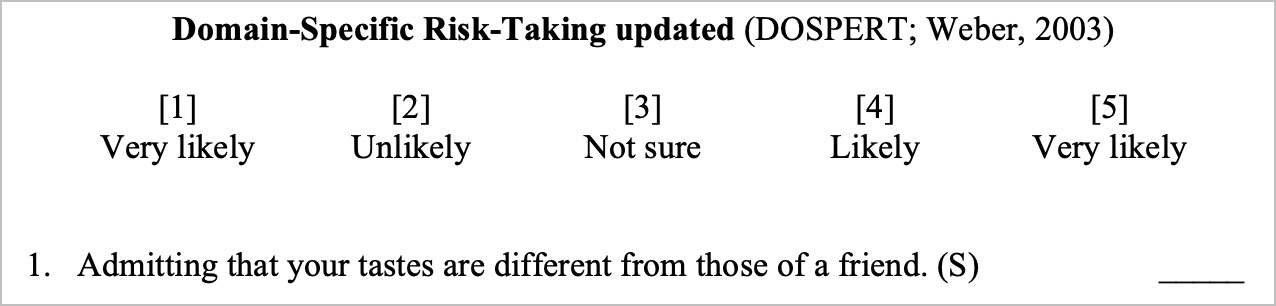 Domain-Specific Risk-Taking updated (DOSPERT; Weber, 2003)
[1] [2] [3] [4] [5]
Very likely Unlikely Not sure Likely Very likely
1. Admitting that your tastes are different from those of a friend. (S) _____